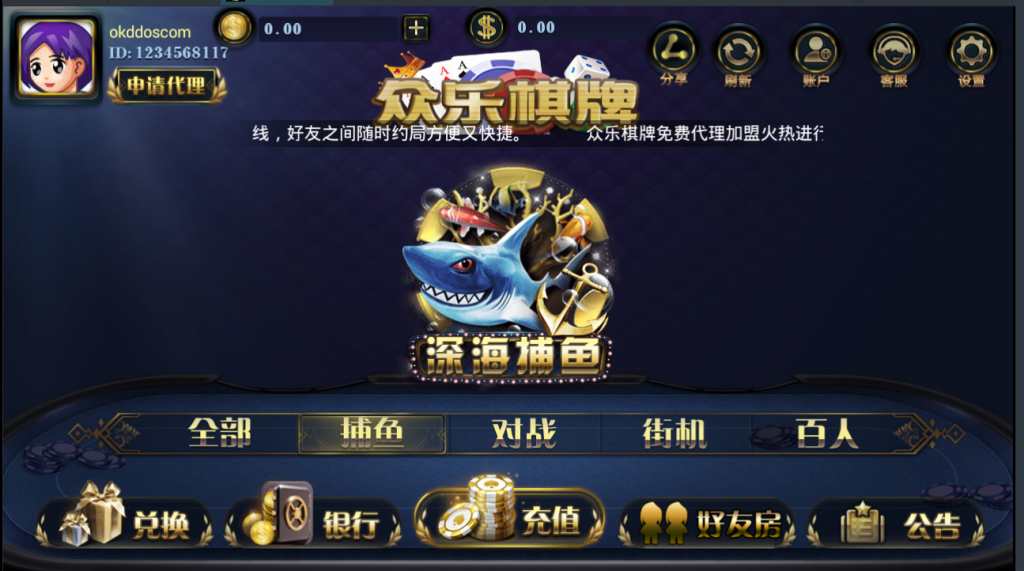 okddoscom
ID: 1234568117
申请代理
0.00
0.00
分享
刷新
账户
客服
设置
A
A
众乐棋牌
线，好友之间随时约局方便又快捷。 众乐棋牌免费代理加盟火热进行
深海捕鱼
全部
捕鱼
对战
街机
百人
兑换
银行
充值
好友房
公告